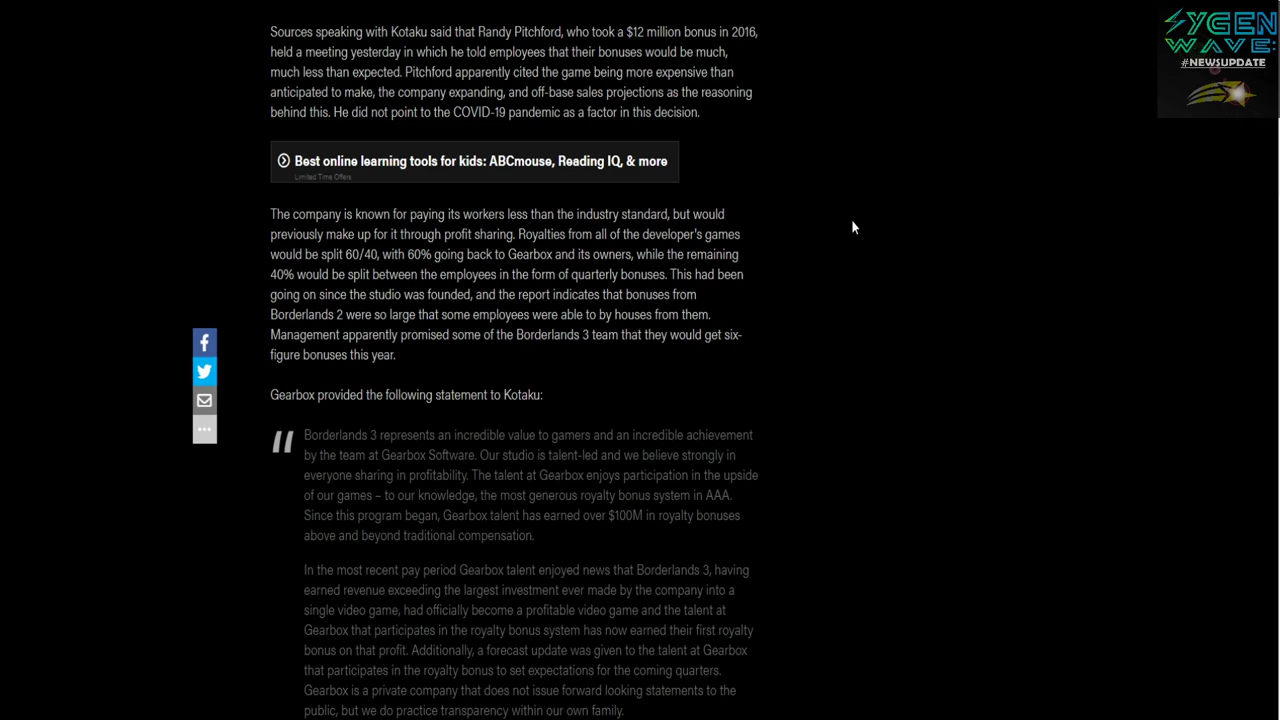 SYGEN
WAVE:
#NEWSUPDATE
Sources speaking with Kotaku said that Randy Pitchford, who took a $12 million bonus in 2016,
held a meeting yesterday in which he told employees that their bonuses would be much,
much less than expected. Pitchford apparently cited the game being more expensive than
anticipated to make, the company expanding, and off-base sales projections as the reasoning
behind this. He did not point to the COVID-19 pandemic as a factor in this decision.
Best online learning tools for kids: ABCmouse, Reading IQ, & more
Limited Time Offers
The company is known for paying its workers less than the industry standard, but would
previously make up for it through profit sharing. Royalties from all of the developer's games
would be split 60/40, with 60% going back to Gearbox and its owners, while the remaining
40% would be split between the employees in the form of quarterly bonuses. This had been
going on since the studio was founded, and the report indicates that bonuses from
Borderlands 2 were so large that some employees were able to by houses from them.
Management apparently promised some of the Borderlands 3 team that they would get six-
figure bonuses this year.
Gearbox provided the following statement to Kotaku:
Borderlands 3 represents an incredible value to gamers and an incredible achievement
by the team at Gearbox Software. Our studio is talent-led and we believe strongly in
everyone sharing in profitability. The talent at Gearbox enjoys participation in the upside
of our games – to our knowledge, the most generous royalty bonus system in AAA.
Since this program began, Gearbox talent has earned over $100M in royalty bonuses
above and beyond traditional compensation.
In the most recent pay period Gearbox talent enjoyed news that Borderlands 3, having
earned revenue exceeding the largest investment ever made by the company into a
single video game, had officially become a profitable video game and the talent at
Gearbox that participates in the royalty bonus system has now earned their first royalty
bonus on that profit. Additionally, a forecast update was given to the talent at Gearbox
that participates in the royalty bonus to set expectations for the coming quarters.
Gearbox is a private company that does not issue forward looking statements to the
public, but we do practice transparency within our own family.